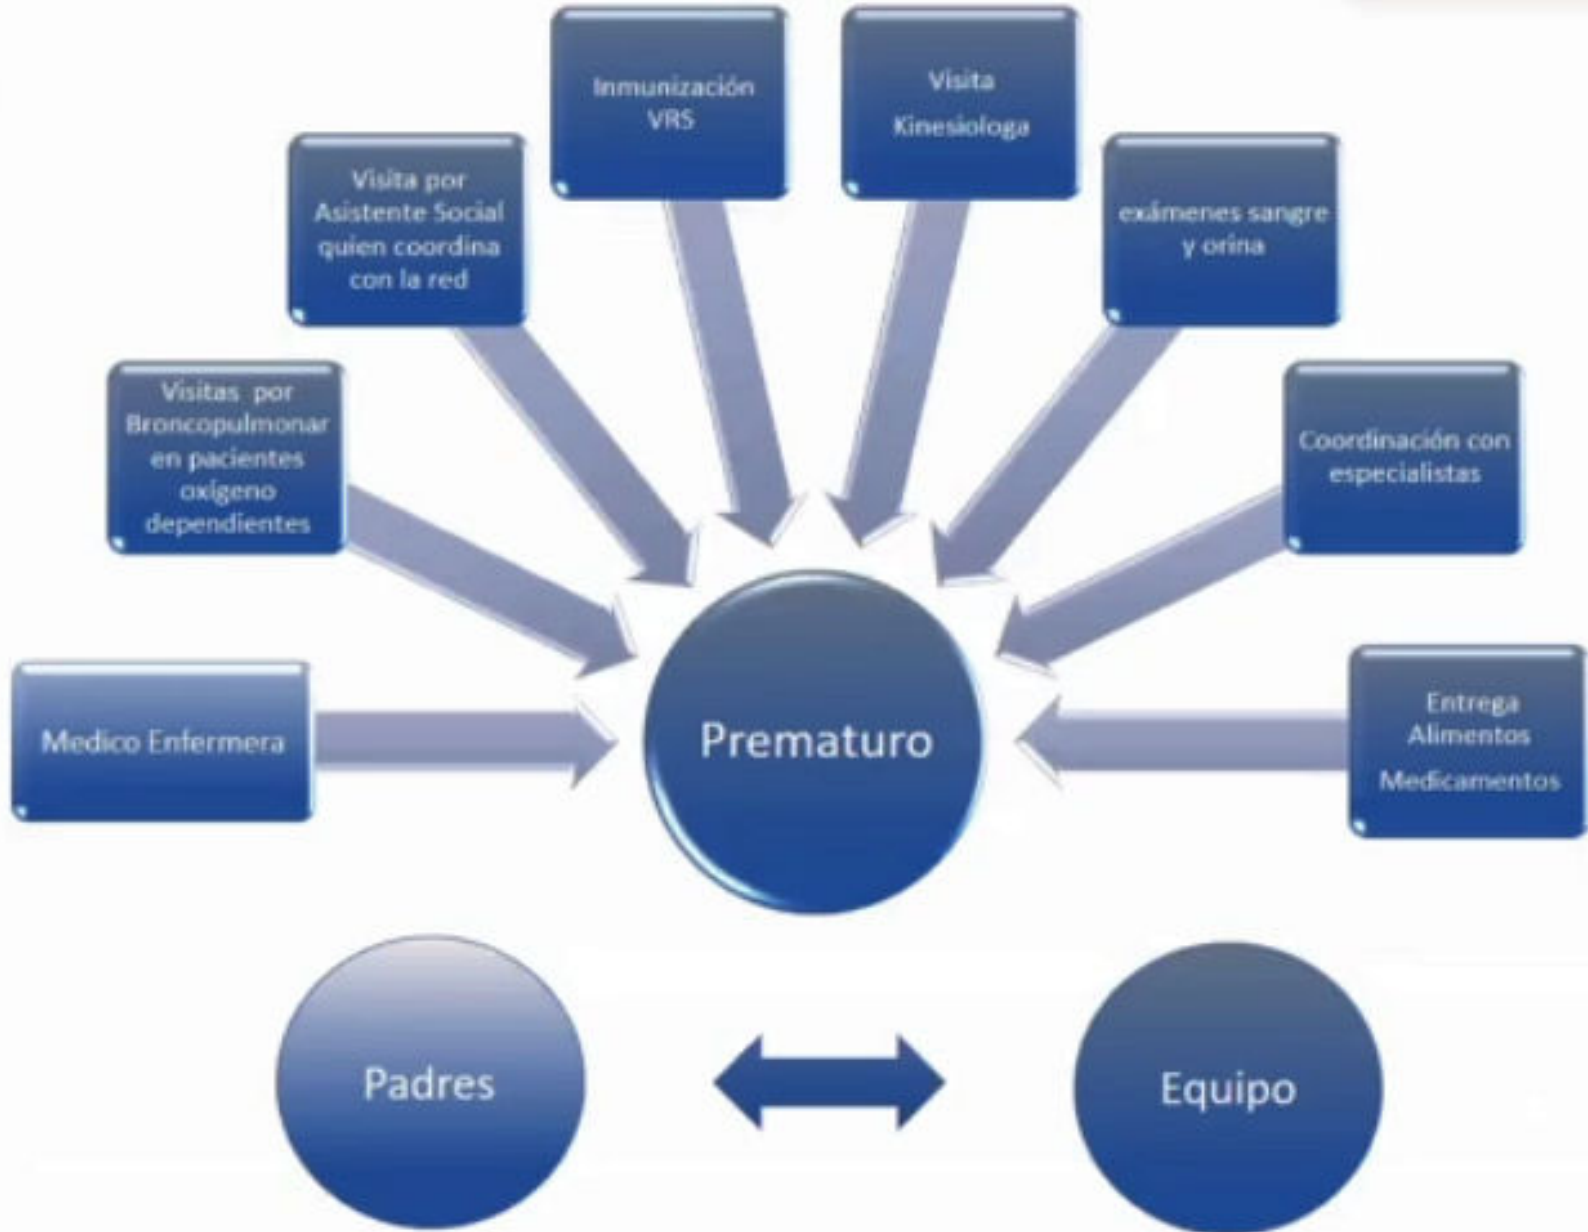 Inmunización
VRS
Visita
Kinesiologa
Visita por
Asistente Social
quien coordina
con la red
exámenes sangre
y orina
Visitas por
Broncopulmonar
en pacientes
oxígeno
dependientes
Coordinación con
especialistas
Medico Enfermera
Prematuro
Entrega
Alimentos
Medicamentos
Padres
Equipo